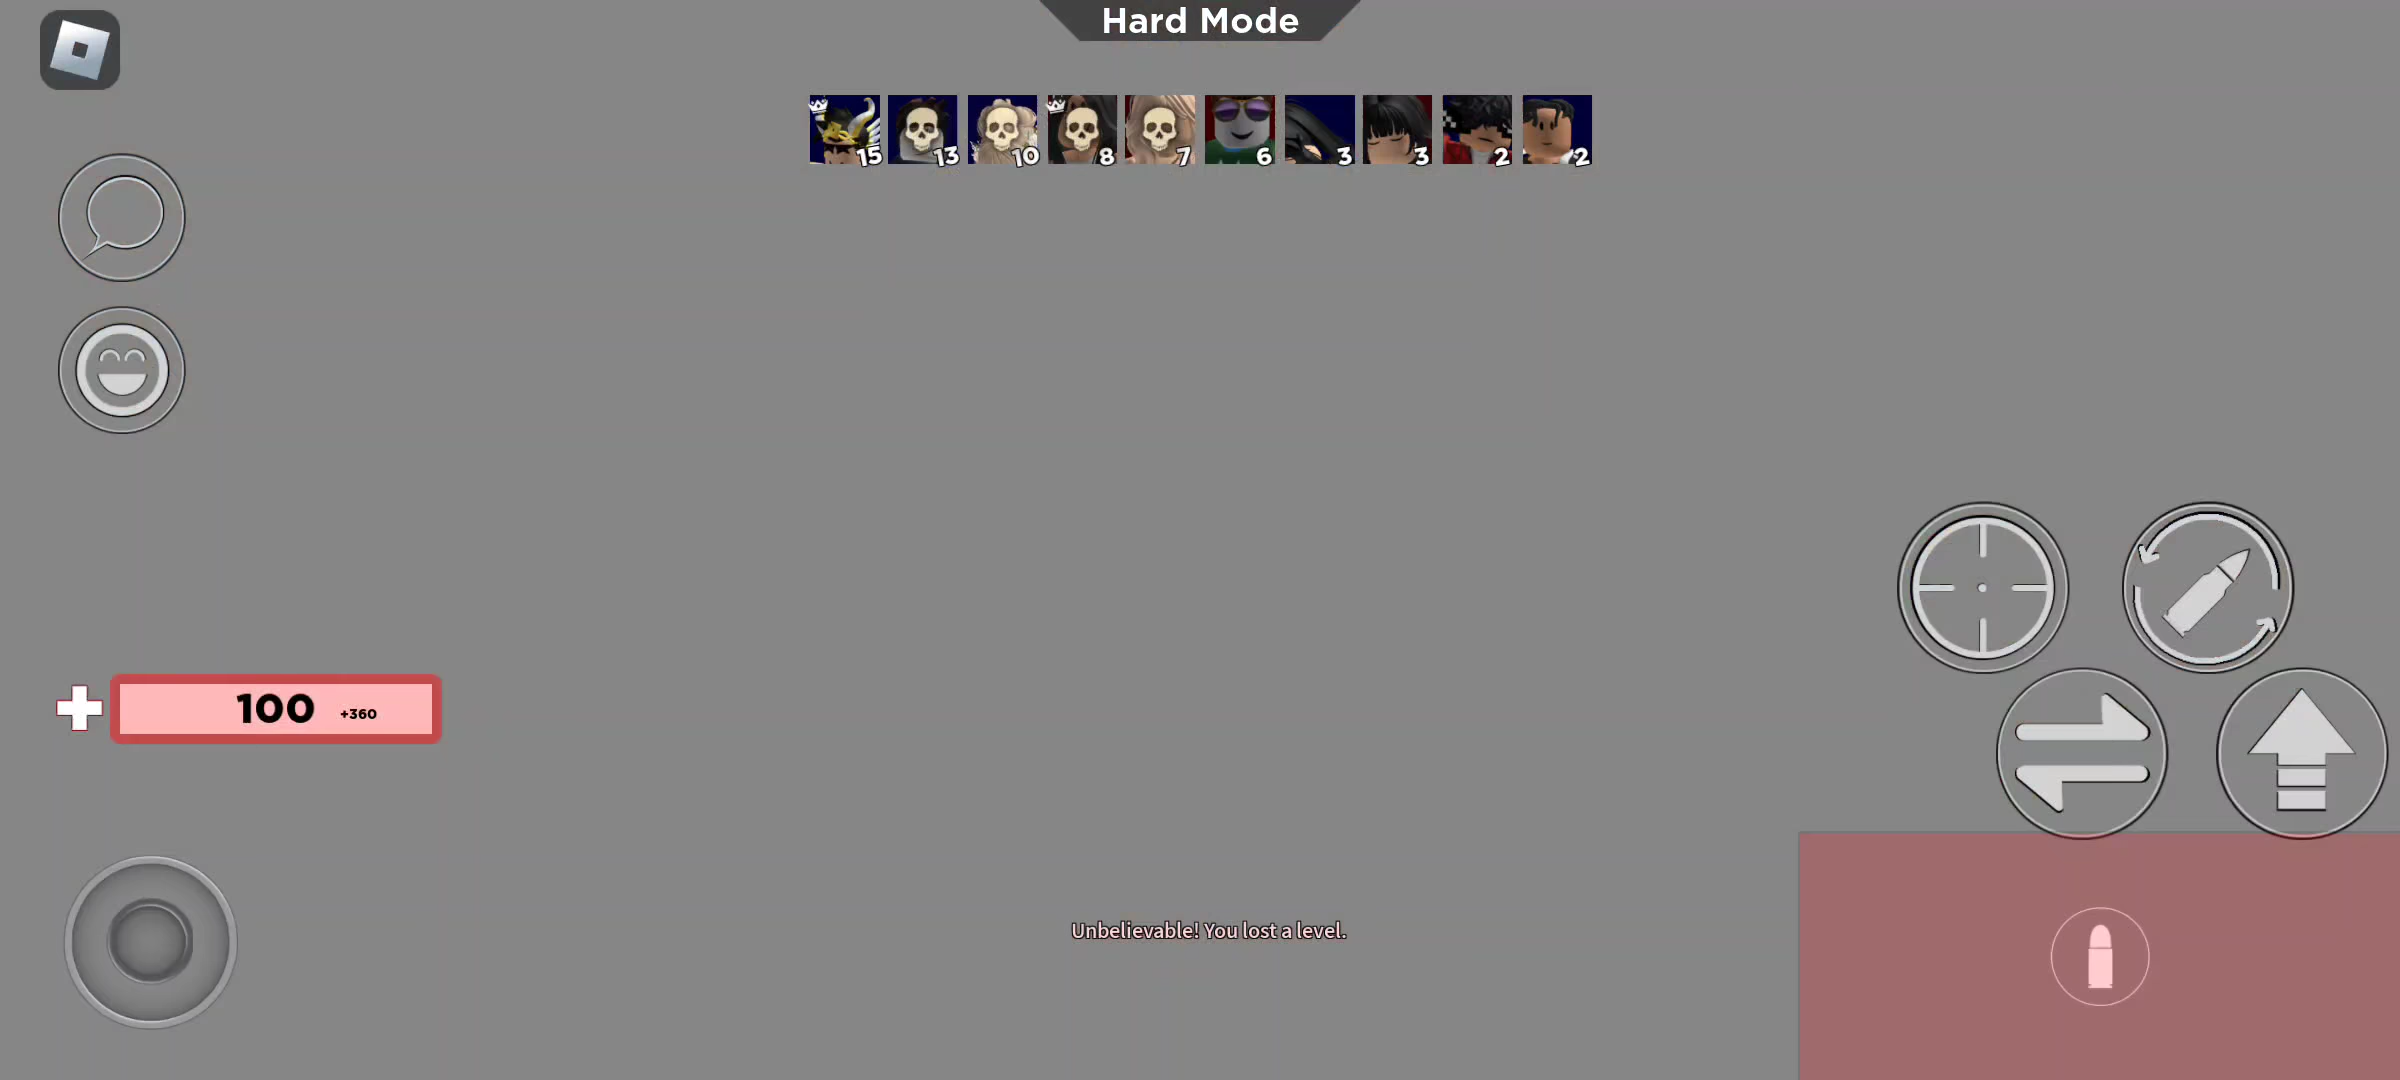 Hard Mode
15 13 10 8 7 6 3 3 2 2
100 +360
Unbelievable! You lost a level.